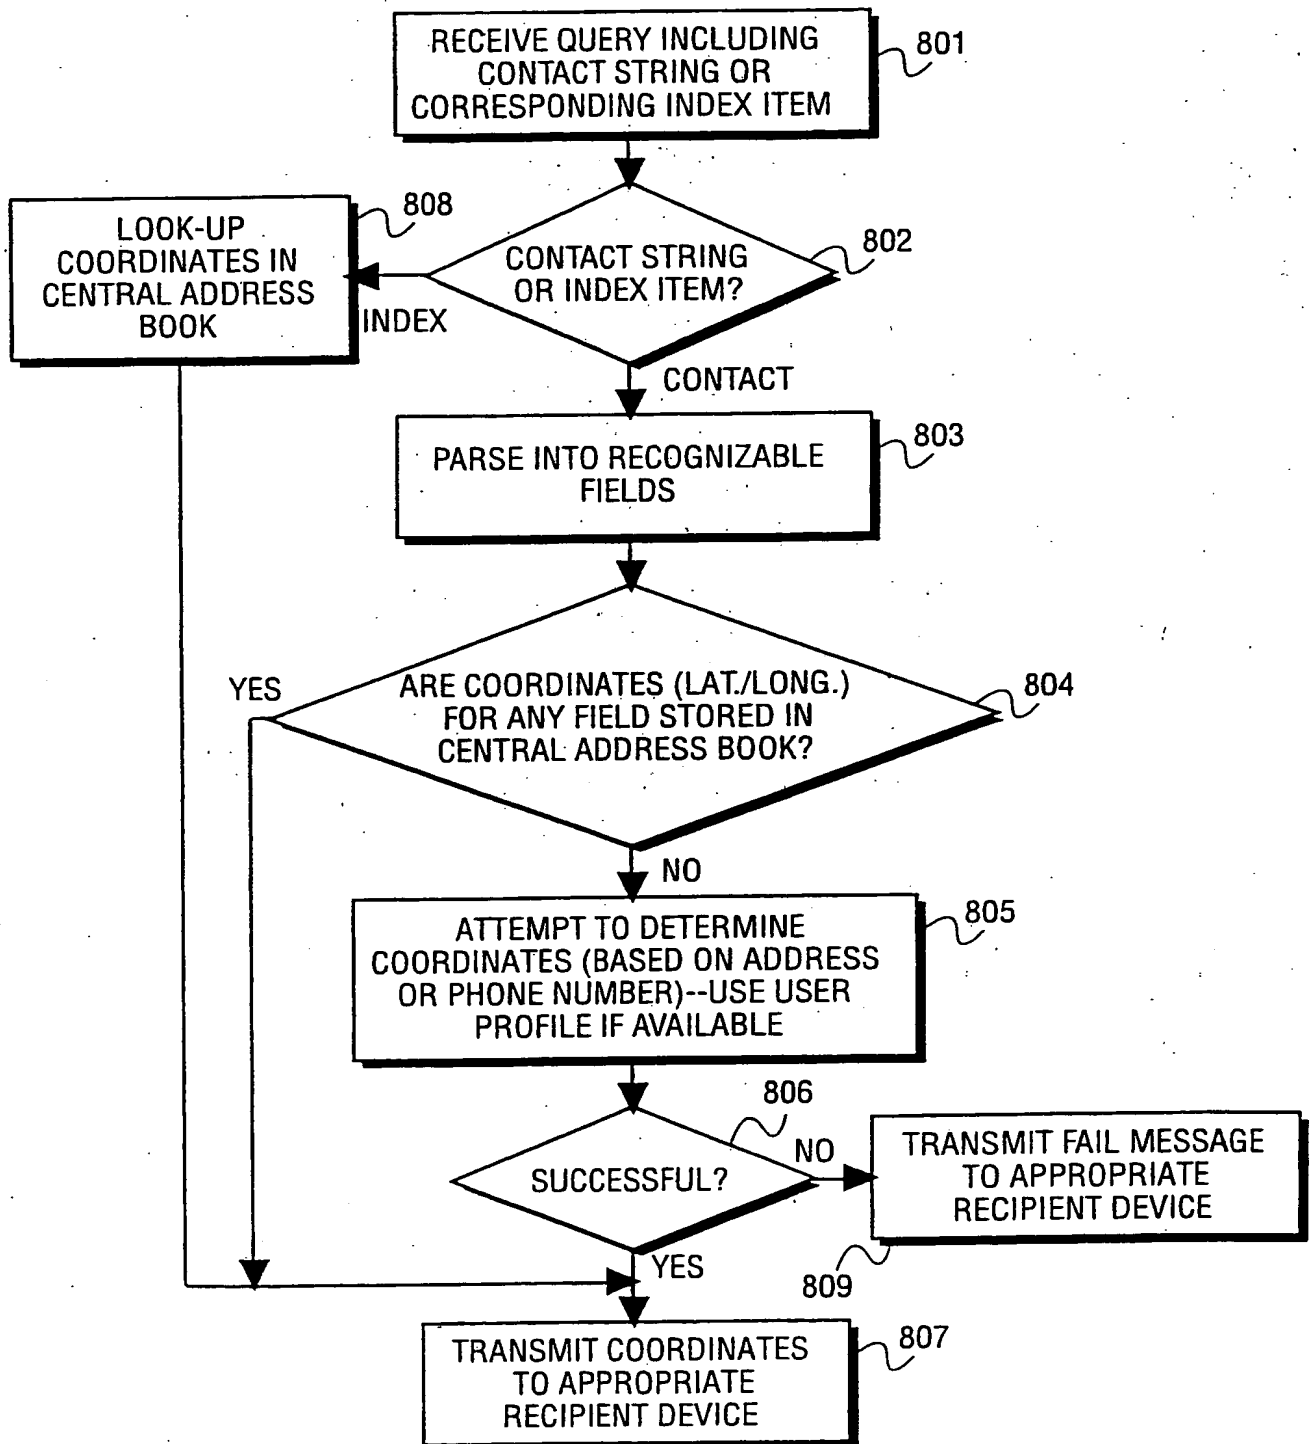 RECEIVE QUERY INCLUDING
CONTACT STRING OR
CORRESPONDING INDEX ITEM
801
CONTACT STRING
OR INDEX ITEM?
802
LOOK-UP
COORDINATES IN
CENTRAL ADDRESS
BOOK
808
INDEX
CONTACT
PARSE INTO RECOGNIZABLE
FIELDS
803
YES
ARE COORDINATES (LAT./LONG.)
FOR ANY FIELD STORED IN
CENTRAL ADDRESS BOOK?
804
NO
ATTEMPT TO DETERMINE
COORDINATES (BASED ON ADDRESS
OR PHONE NUMBER)--USE USER
PROFILE IF AVAILABLE
805
SUCCESSFUL?
806
NO
TRANSMIT FAIL MESSAGE
TO APPROPRIATE
RECIPIENT DEVICE
809
YES
TRANSMIT COORDINATES
TO APPROPRIATE
RECIPIENT DEVICE
807